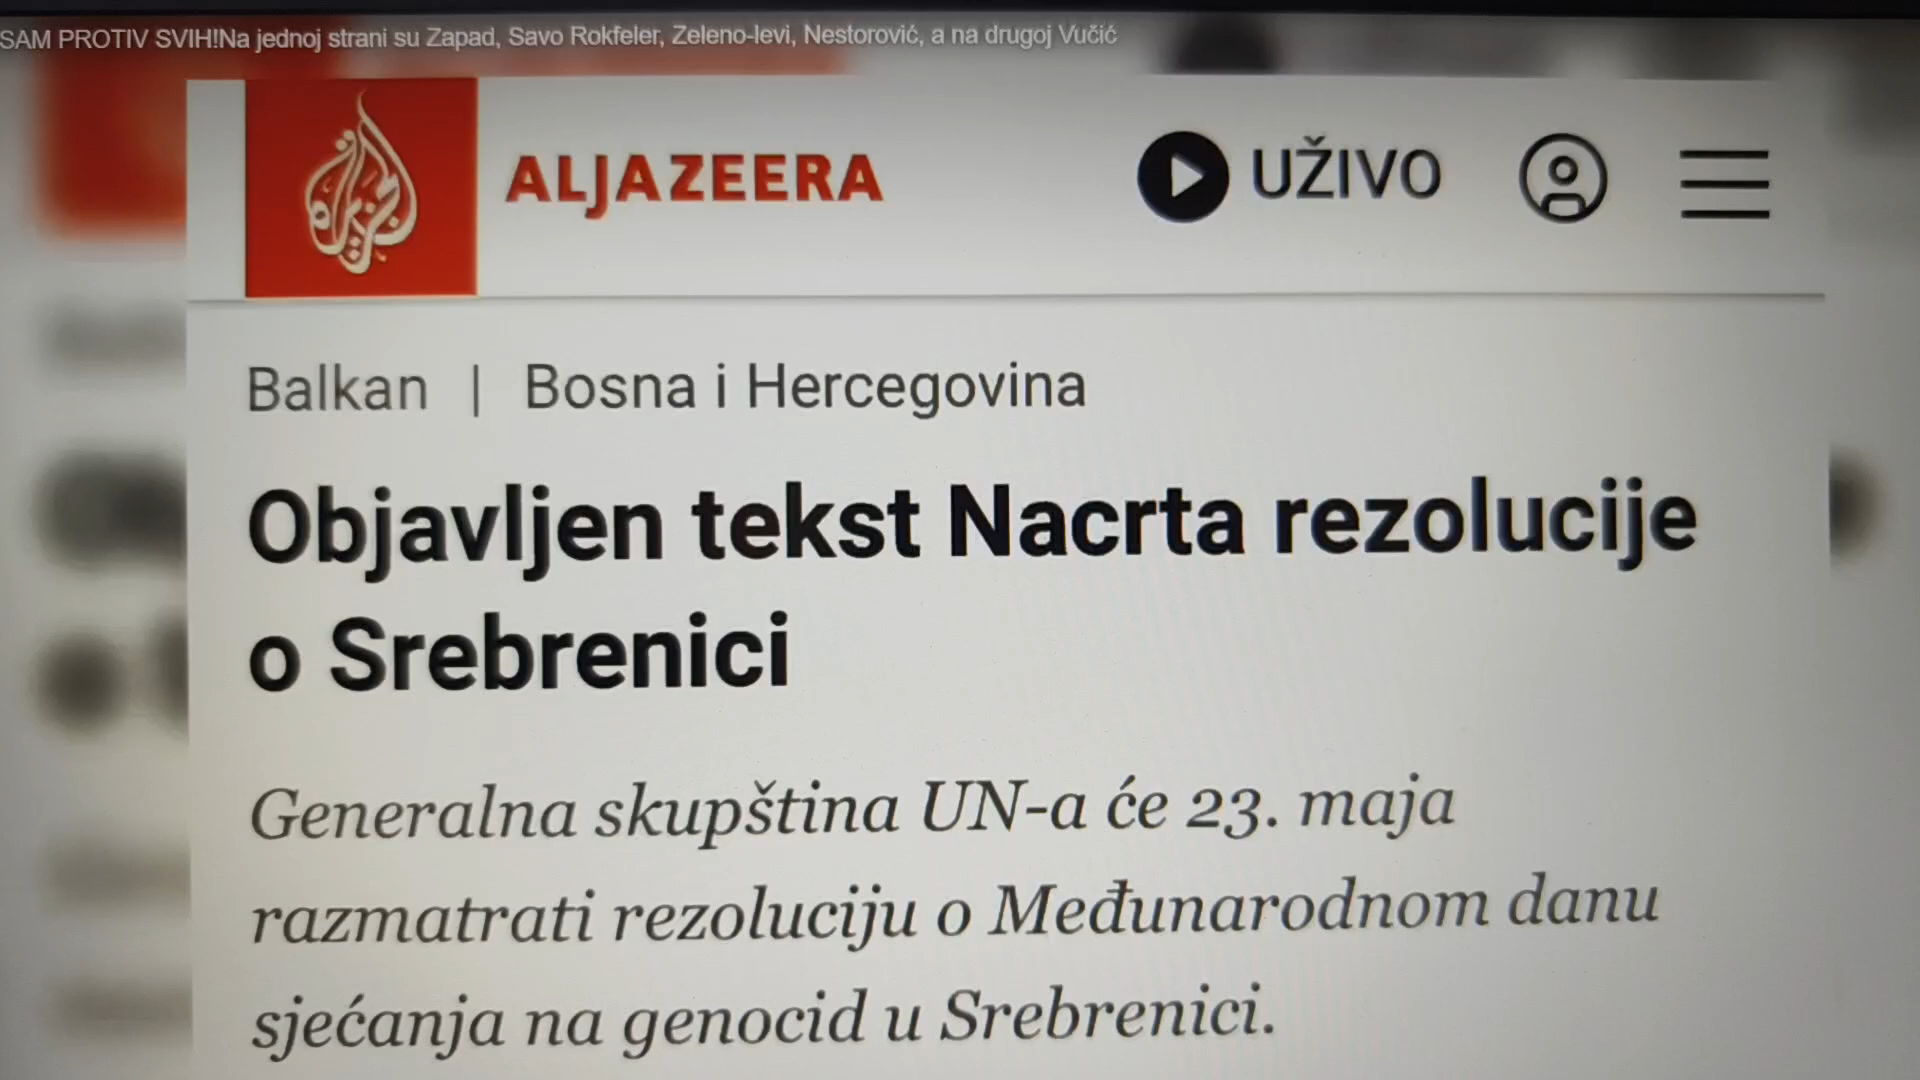 SAM PROTIV SVIH!Na jednoj strani su Zapad, Savo Rokfeler, Zeleno-levi, Nestorović, a na drugoj Vučić
ALJAZEERA
UŽIVO
Balkan | Bosna i Hercegovina
Objavljen tekst Nacrta rezolucije
o Srebrenici
Generalna skupština UN-a će 23. maja
razmatrati rezoluciju o Međunarodnom danu
sjećanja na genocid u Srebrenici.